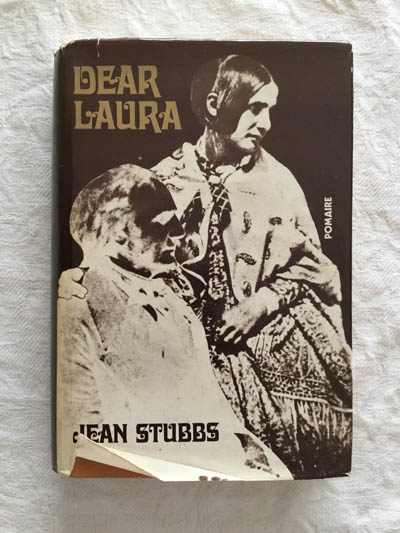 DEAR
LAURA
POMAIRE
JEAN STUBBS